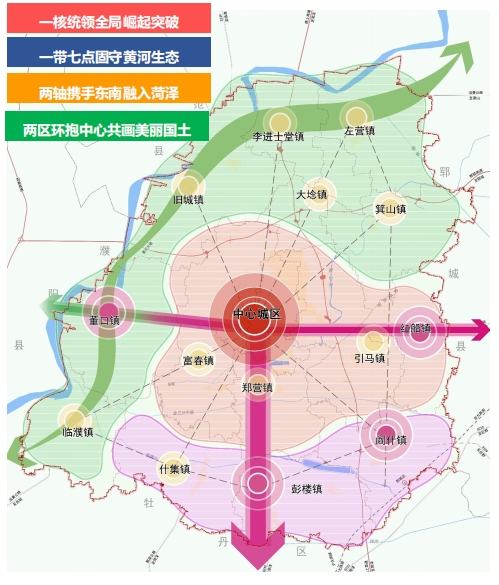 一核统领全局崛起突破
一带七点固守黄河生态
两轴携手东南融入菏泽
两区环抱中心共画美丽国土
范
县
李进士堂镇
左营镇
郓
旧城镇
大埝镇
箕山镇
濮
城
阳
县
董口镇
中心城区
红船镇
县
富春镇
引马镇
郑营镇
临濮镇
阎什镇
什集镇
彭楼镇
牡
丹
区